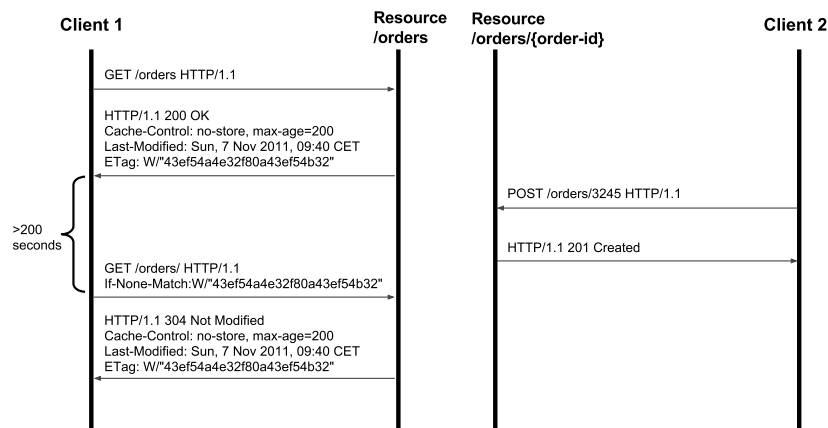 Client 1
Resource
/orders
Resource
/orders/{order-id}
Client 2
GET /orders HTTP/1.1
HTTP/1.1 200 OK
Cache-Control: no-store, max-age=200
Last-Modified: Sun, 7 Nov 2011, 09:40 CET
ETag: W/"43ef54a4e32f80a43ef54b32"
POST /orders/3245 HTTP/1.1
>200
seconds
HTTP/1.1 201 Created
GET /orders/ HTTP/1.1
If-None-Match:W/"43ef54a4e32f80a43ef54b32"
HTTP/1.1 304 Not Modified
Cache-Control: no-store, max-age=200
Last-Modified: Sun, 7 Nov 2011, 09:40 CET
ETag: W/"43ef54a4e32f80a43ef54b32"